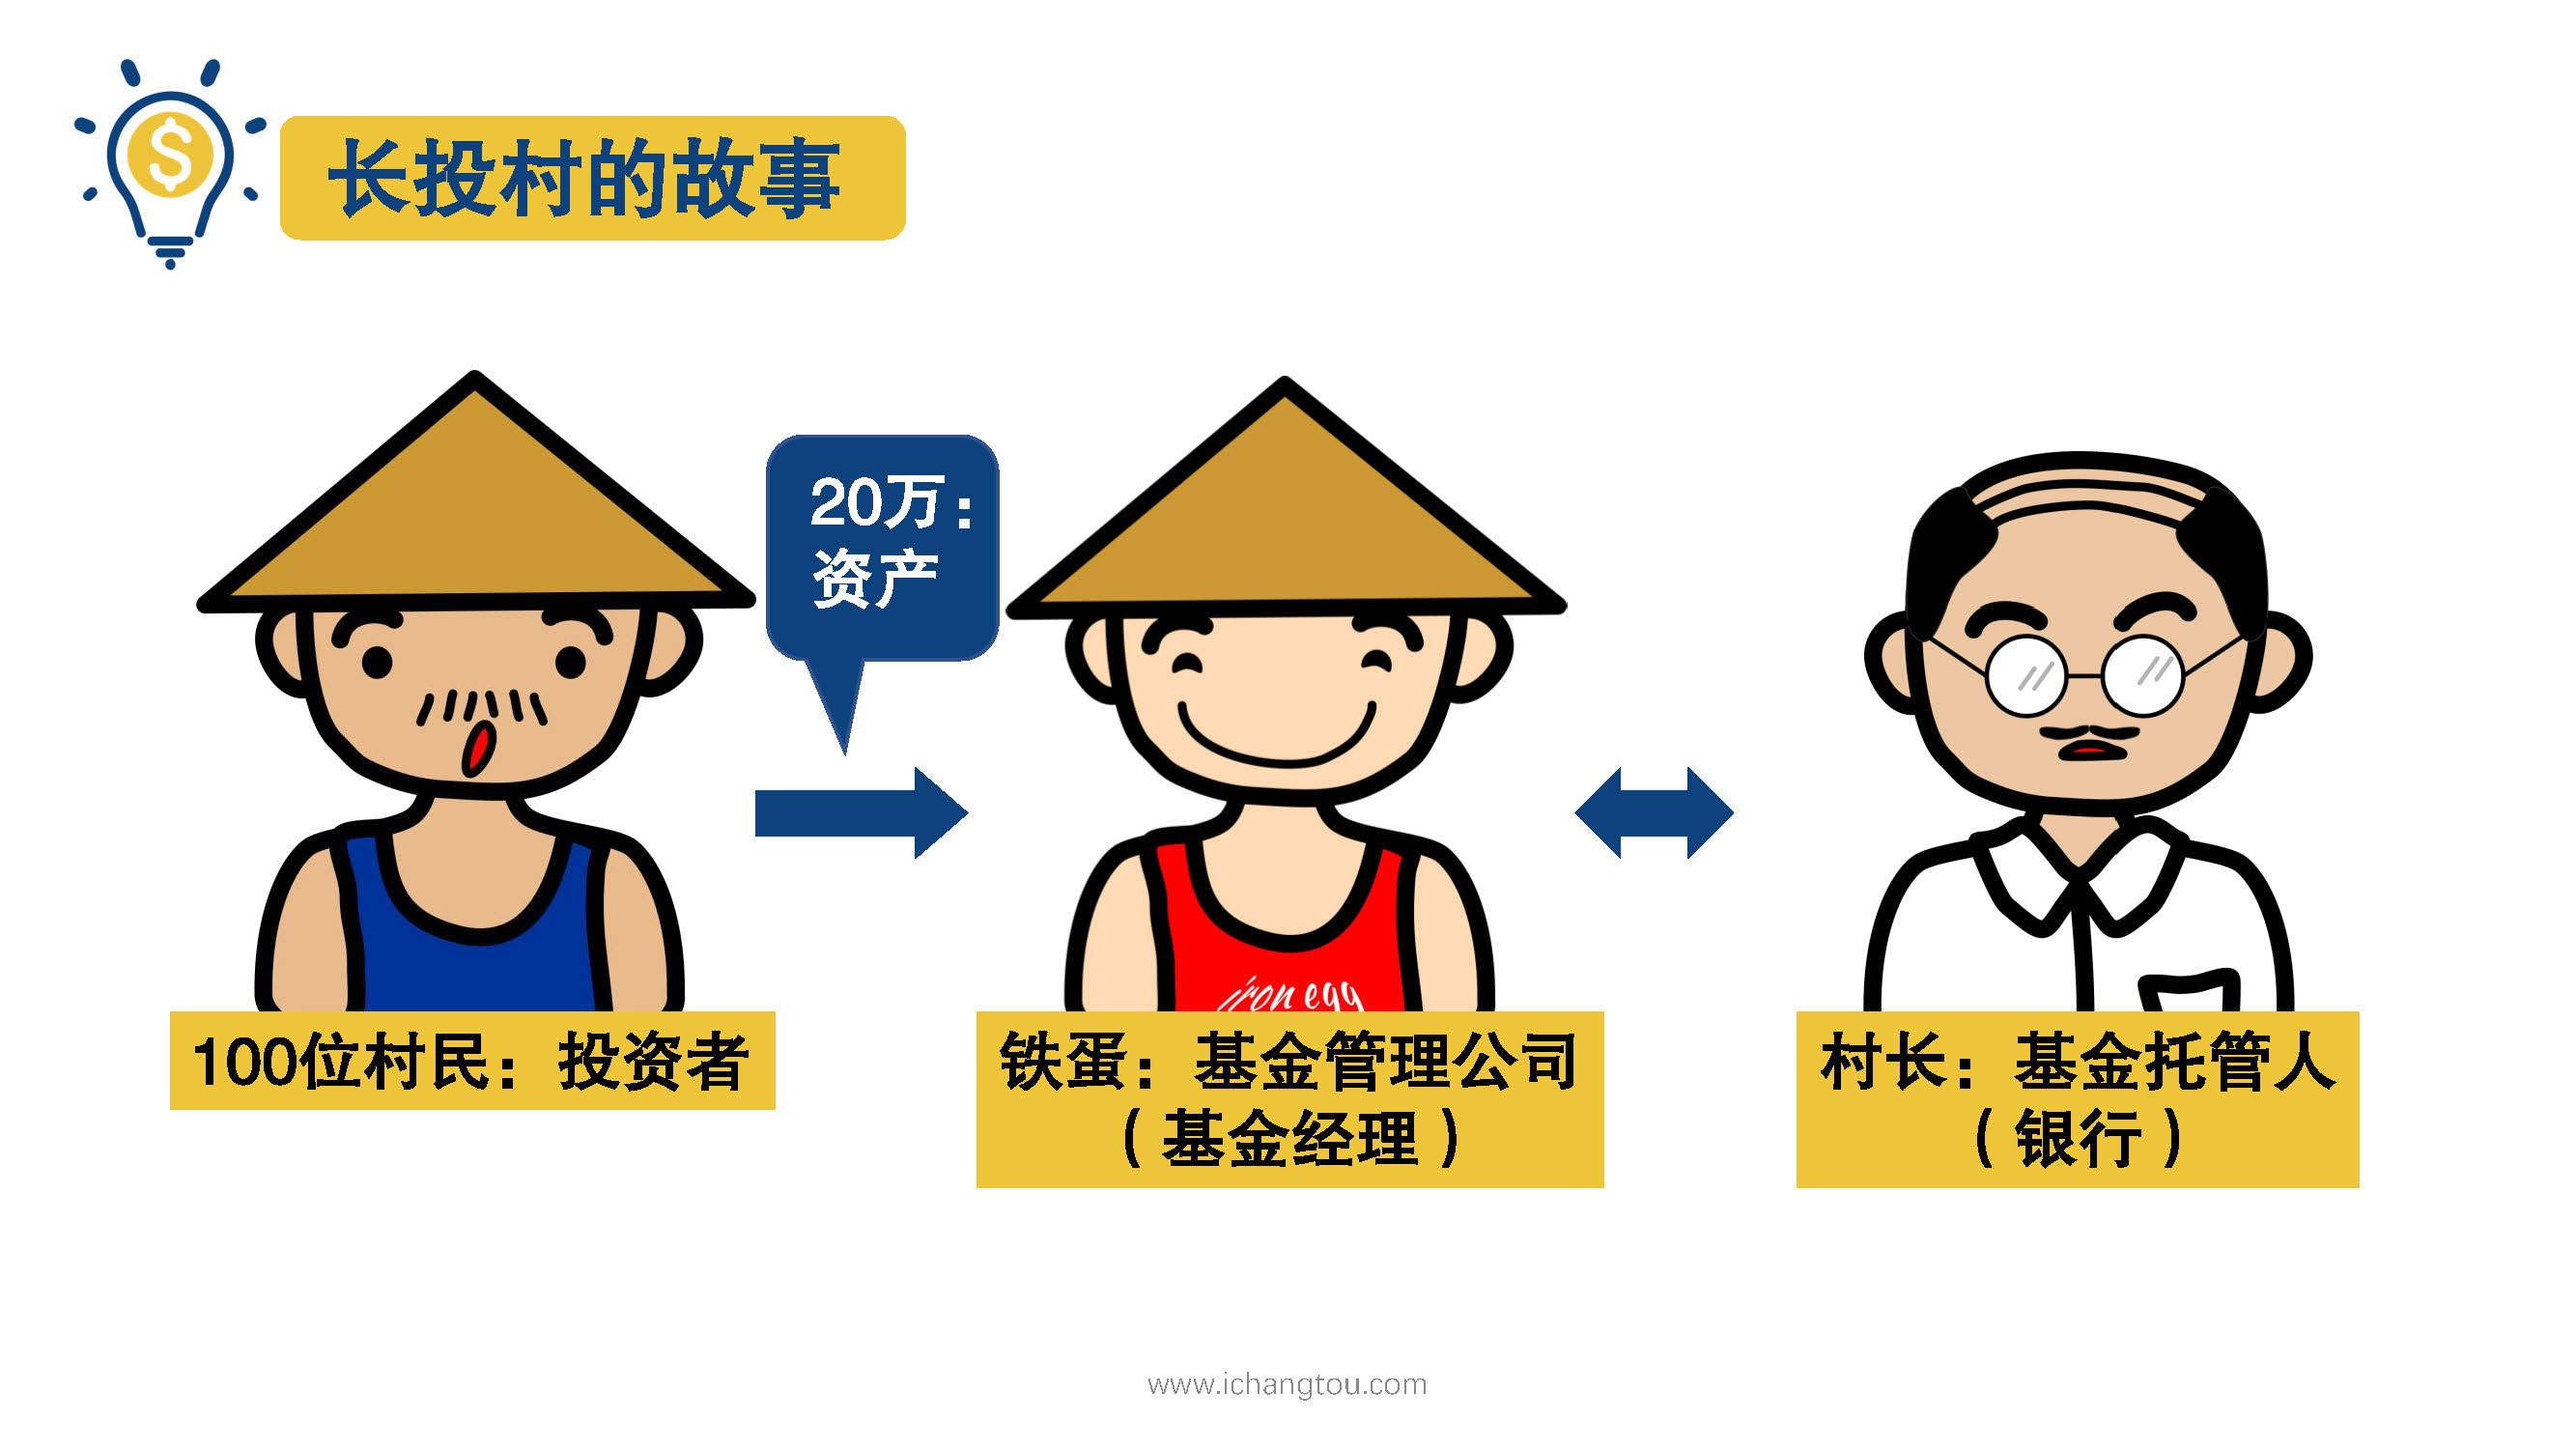 长投村的故事
20万：
资产
iron egg
100位村民：投资者
铁蛋：基金管理公司
（基金经理）
村长：基金托管人
（银行）
www.ichangtou.com